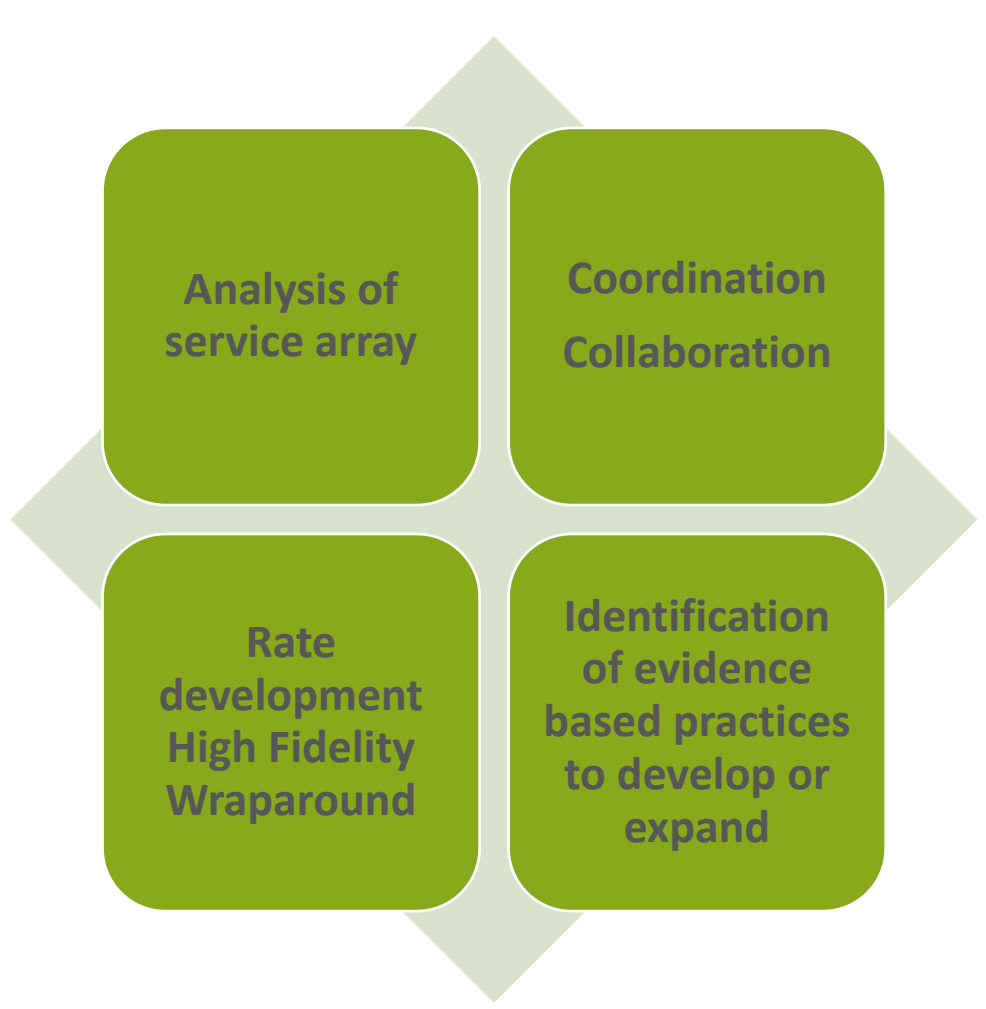 Analysis of
service array
Coordination
Collaboration
Rate
development
High Fidelity
Wraparound
Identification
of evidence
based practices
to develop or
expand